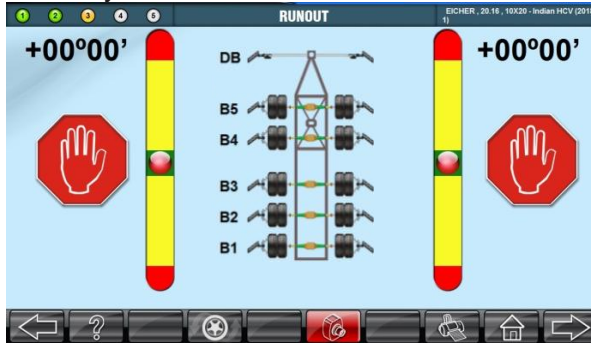 1 2 3 4 5
RUNOUT
EICHER , 20.16 , 10X20 - Indian HCV (201
1)
+00º00’
+00º00’
DB
B5
B4
B3
B2
B1
?